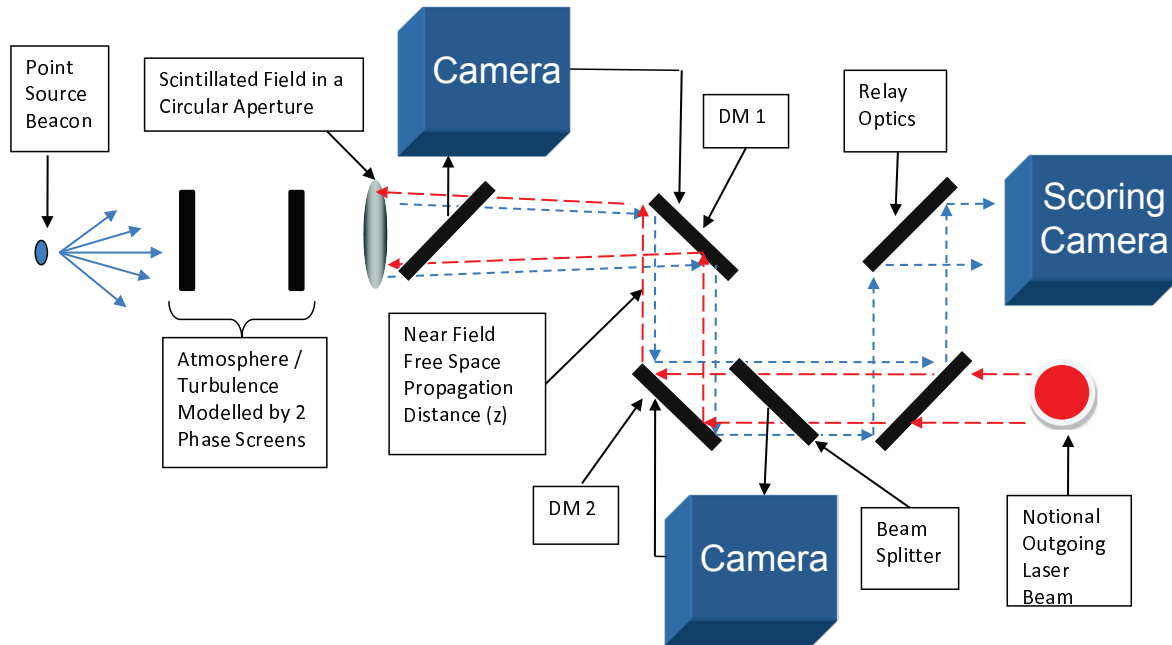 Point
Source
Beacon
Scintillated Field in a
Circular Aperture
Camera
DM 1
Relay
Optics
Scoring
Camera
Atmosphere /
Turbulence
Modelled by 2
Phase Screens
Near Field
Free Space
Propagation
Distance (z)
DM 2
Camera
Beam
Splitter
Notional
Outgoing
Laser
Beam